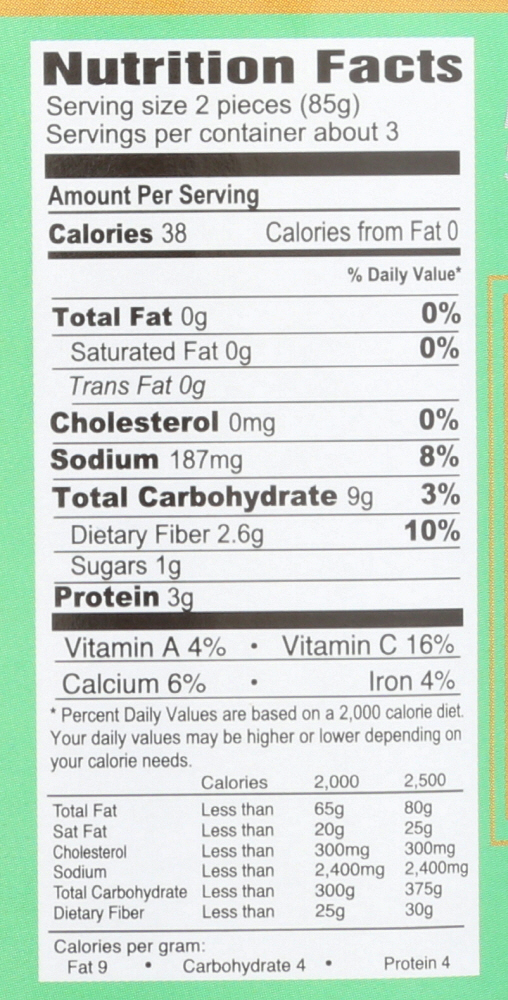 Nutrition Facts
Serving size 2 pieces (85g)
Servings per container about 3
Amount Per Serving
Calories 38 Calories from Fat 0
% Daily Value*
Total Fat 0g 0%
Saturated Fat 0g 0%
Trans Fat 0g
Cholesterol 0mg 0%
Sodium 187mg 8%
Total Carbohydrate 9g 3%
Dietary Fiber 2.6g 10%
Sugars 1g
Protein 3g
Vitamin A 4% • Vitamin C 16%
Calcium 6% • Iron 4%
* Percent Daily Values are based on a 2,000 calorie diet.
Your daily values may be higher or lower depending on
your calorie needs.
Calories 2,000 2,500
Total Fat Less than 65g 80g
Sat Fat Less than 20g 25g
Cholesterol Less than 300mg 300mg
Sodium Less than 2,400mg 2,400mg
Total Carbohydrate Less than 300g 375g
Dietary Fiber Less than 25g 30g
Calories per gram:
Fat 9 • Carbohydrate 4 • Protein 4